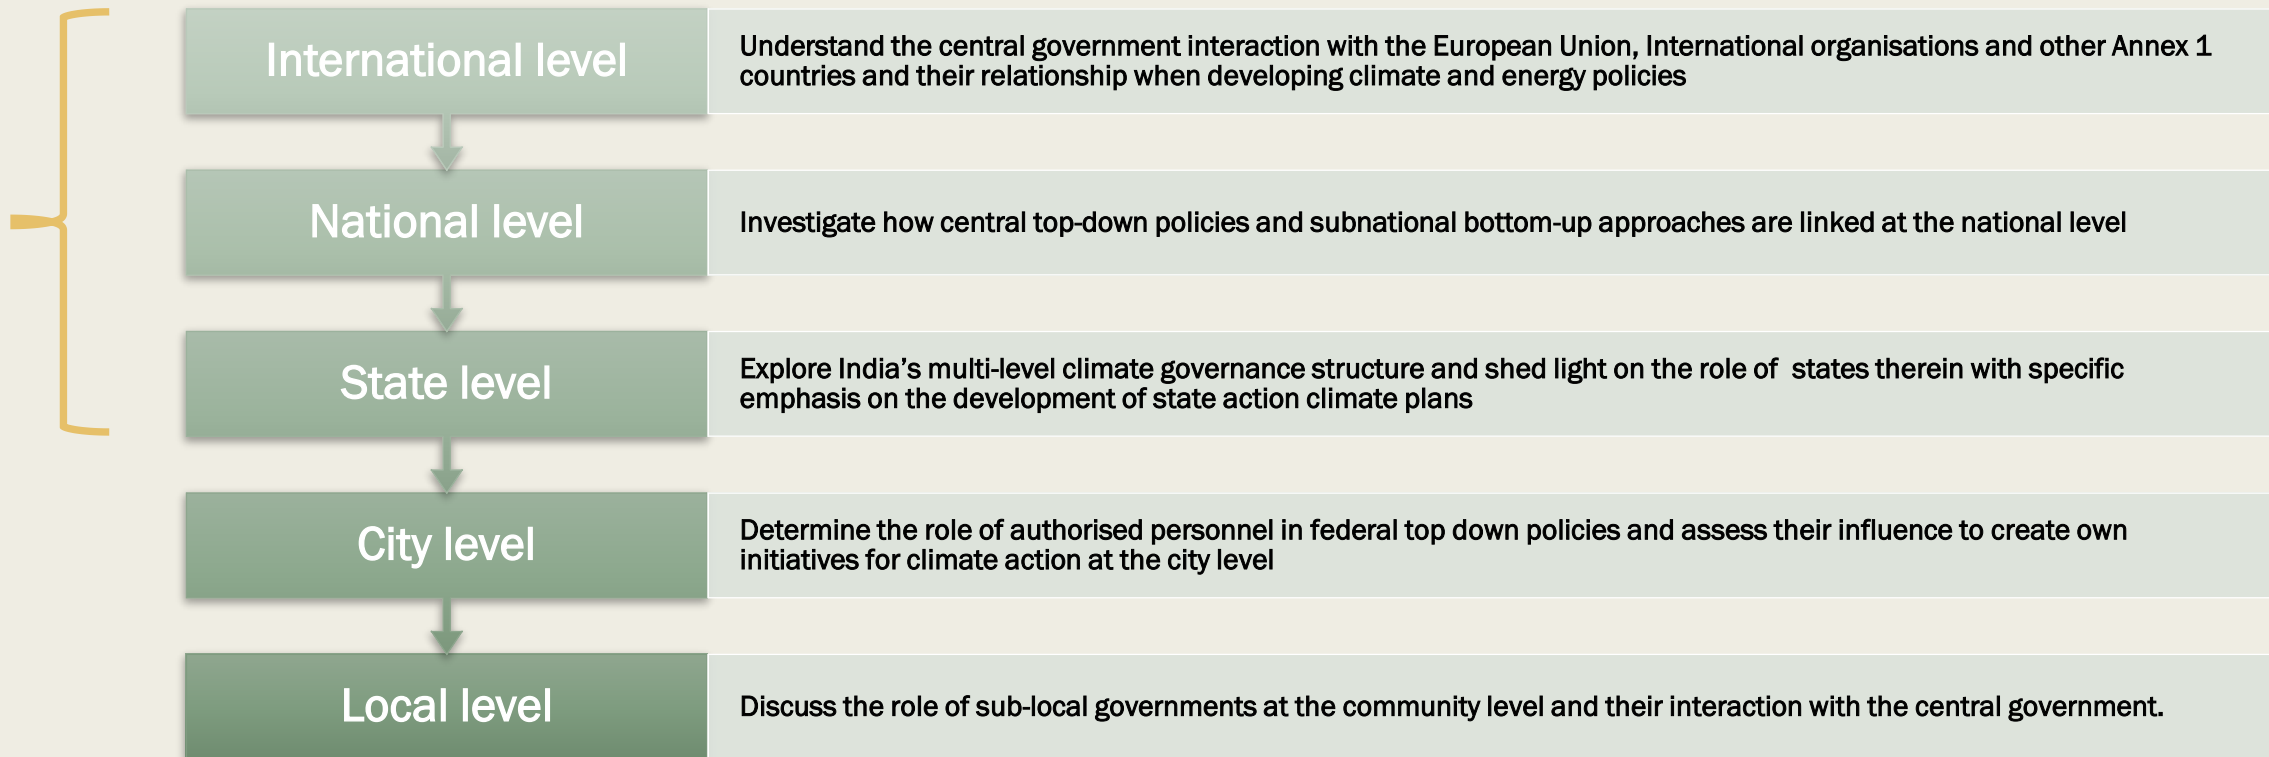 International level
Understand the central government interaction with the European Union, International organisations and other Annex 1
countries and their relationship when developing climate and energy policies
National level
Investigate how central top-down policies and subnational bottom-up approaches are linked at the national level
State level
Explore India’s multi-level climate governance structure and shed light on the role of  states therein with specific
emphasis on the development of state action climate plans
City level
Determine the role of authorised personnel in federal top down policies and assess their influence to create own
initiatives for climate action at the city level
Local level
Discuss the role of sub-local governments at the community level and their interaction with the central government.